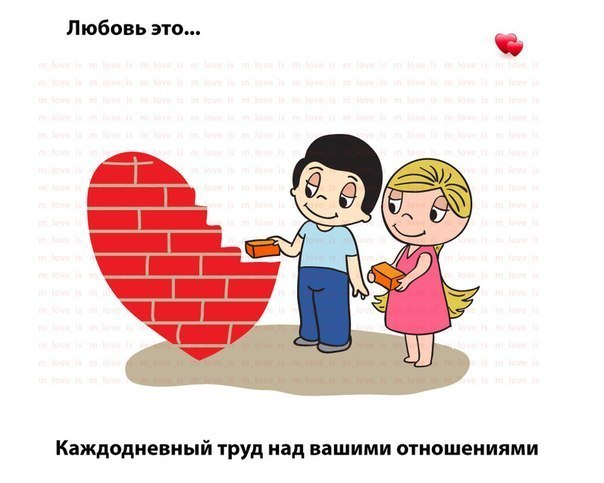 Любовь это...
Каждодневный труд над вашими отношениями